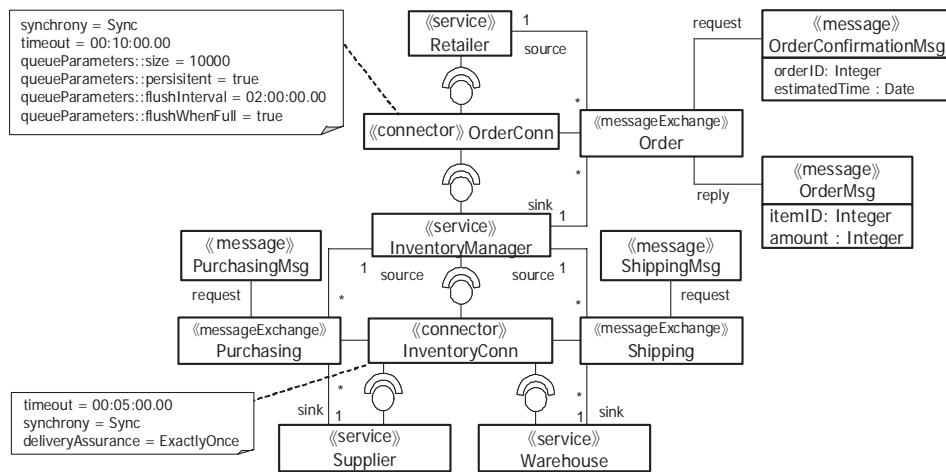 synchrony = Sync
timeout = 00:10:00.00
queueParameters::size = 10000
queueParameters::persisitent = true
queueParameters::flushInterval = 02:00:00.00
queueParameters::flushWhenFull = true
《service》
Retailer
1
source
*
request
《message》
OrderConfirmationMsg
orderID: Integer
estimatedTime : Date
《connector》 OrderConn
《messageExchange》
Order
*
reply
《message》
OrderMsg
itemID: Integer
amount : Integer
sink
1
《service》
InventoryManager
《message》
PurchasingMsg
request
1
source
*
source
1
*
《message》
ShippingMsg
request
《messageExchange》
Purchasing
《connector》
InventoryConn
《messageExchange》
Shipping
timeout = 00:05:00.00
synchrony = Sync
deliveryAssurance = ExactlyOnce
*
sink
1
*
1
sink
《service》
Supplier
《service》
Warehouse